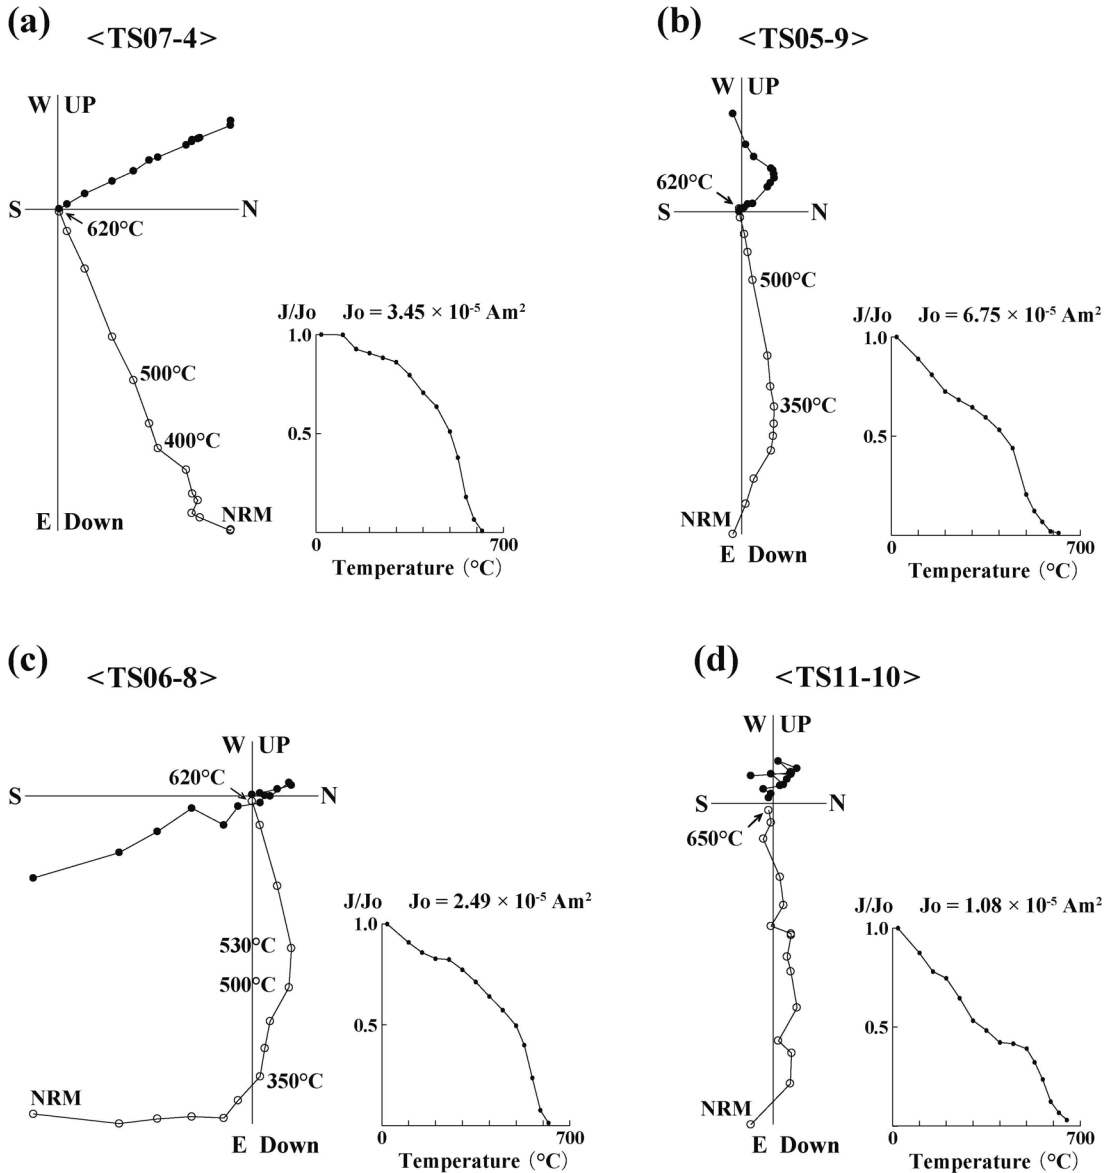 (a)
<TS07-4>
W UP
S N
620°C
500°C
400°C
NRM
E Down
J/Jo Jo = 3.45 × 10-5 Am2
1.0
0.5
0 700
Temperature (°C)
(b)
<TS05-9>
W UP
620°C
S N
500°C
350°C
NRM
E Down
J/Jo Jo = 6.75 × 10-5 Am2
1.0
0.5
0 700
Temperature (°C)
(c)
<TS06-8>
W UP
620°C
S N
530°C
500°C
350°C
NRM
E Down
J/Jo Jo = 2.49 × 10-5 Am2
1.0
0.5
0 700
Temperature (°C)
(d)
<TS11-10>
W UP
S N
650°C
NRM
E Down
J/Jo Jo = 1.08 × 10-5 Am2
1.0
0.5
0 700
Temperature (°C)